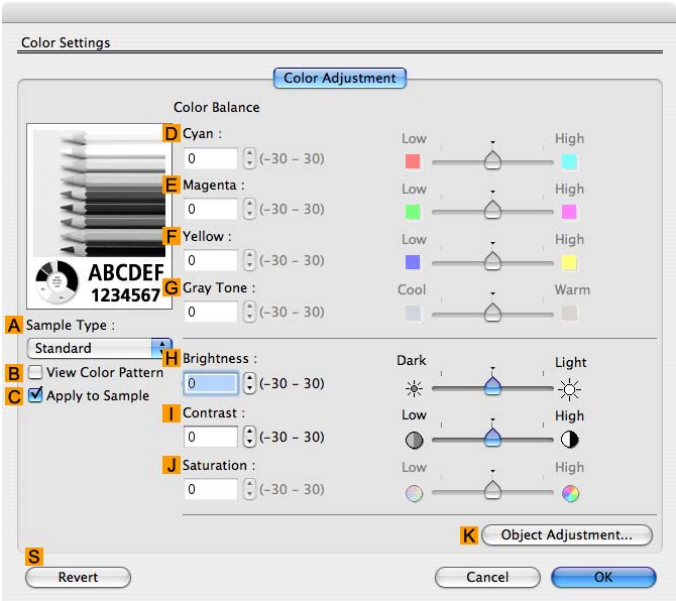 Color Settings
Color Adjustment
Color Balance
D Cyan :
0 (-30 – 30) Low High
E Magenta :
0 (-30 – 30) Low High
F Yellow :
0 (-30 – 30) Low High
ABCDEF
1234567
G Gray Tone :
0 (-30 – 30) Cool Warm
A Sample Type :
Standard
B View Color Pattern
C Apply to Sample
H Brightness :
0 (-30 – 30) Dark Light
I Contrast :
0 (-30 – 30) Low High
J Saturation :
0 (-30 – 30) Low High
K Object Adjustment...
S
Revert Cancel OK